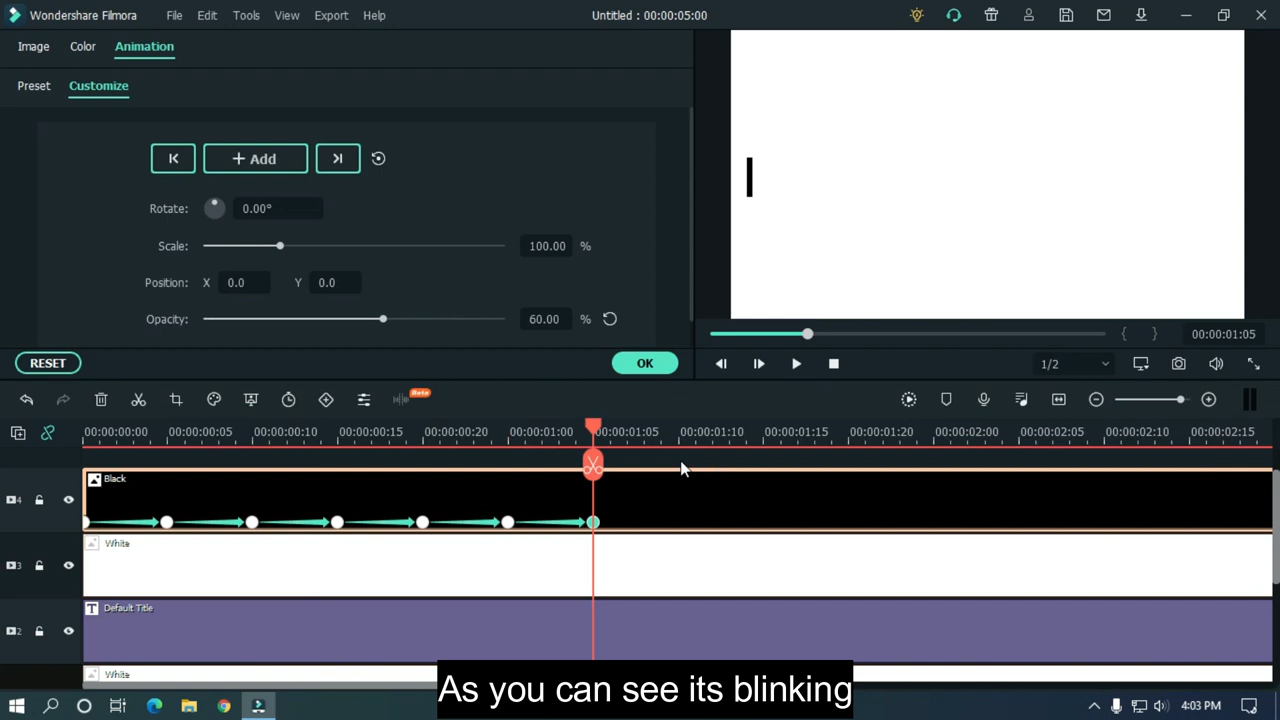 Wondershare Filmora File Edit Tools View Export Help Untitled : 00:00:05:00
Image Color Animation
Preset Customize
+ Add
Rotate: 0.00°
Scale: 100.00 %
Position: X 0.0 Y 0.0
Opacity: 60.00 %
00:00:01:05
RESET OK
1/2
Beta
00:00:00:00 00:00:00:05 00:00:00:10 00:00:00:15 00:00:00:20 00:00:01:00 00:00:01:05 00:00:01:10 00:00:01:15 00:00:01:20 00:00:02:00 00:00:02:05 00:00:02:10 00:00:02:15
Black
4
White
3
Default Title
2
White
As you can see its blinking
4:03 PM